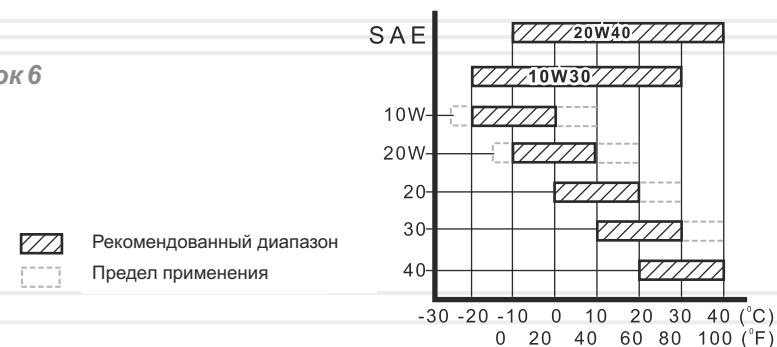 SAE
20W40
ок 6
10W30
10W
20W
20
30
40
Рекомендованный диапазон
Предел применения
-30 -20 -10 0 10 20 30 40 (°C)
0 20 40 60 80 100 (°F)